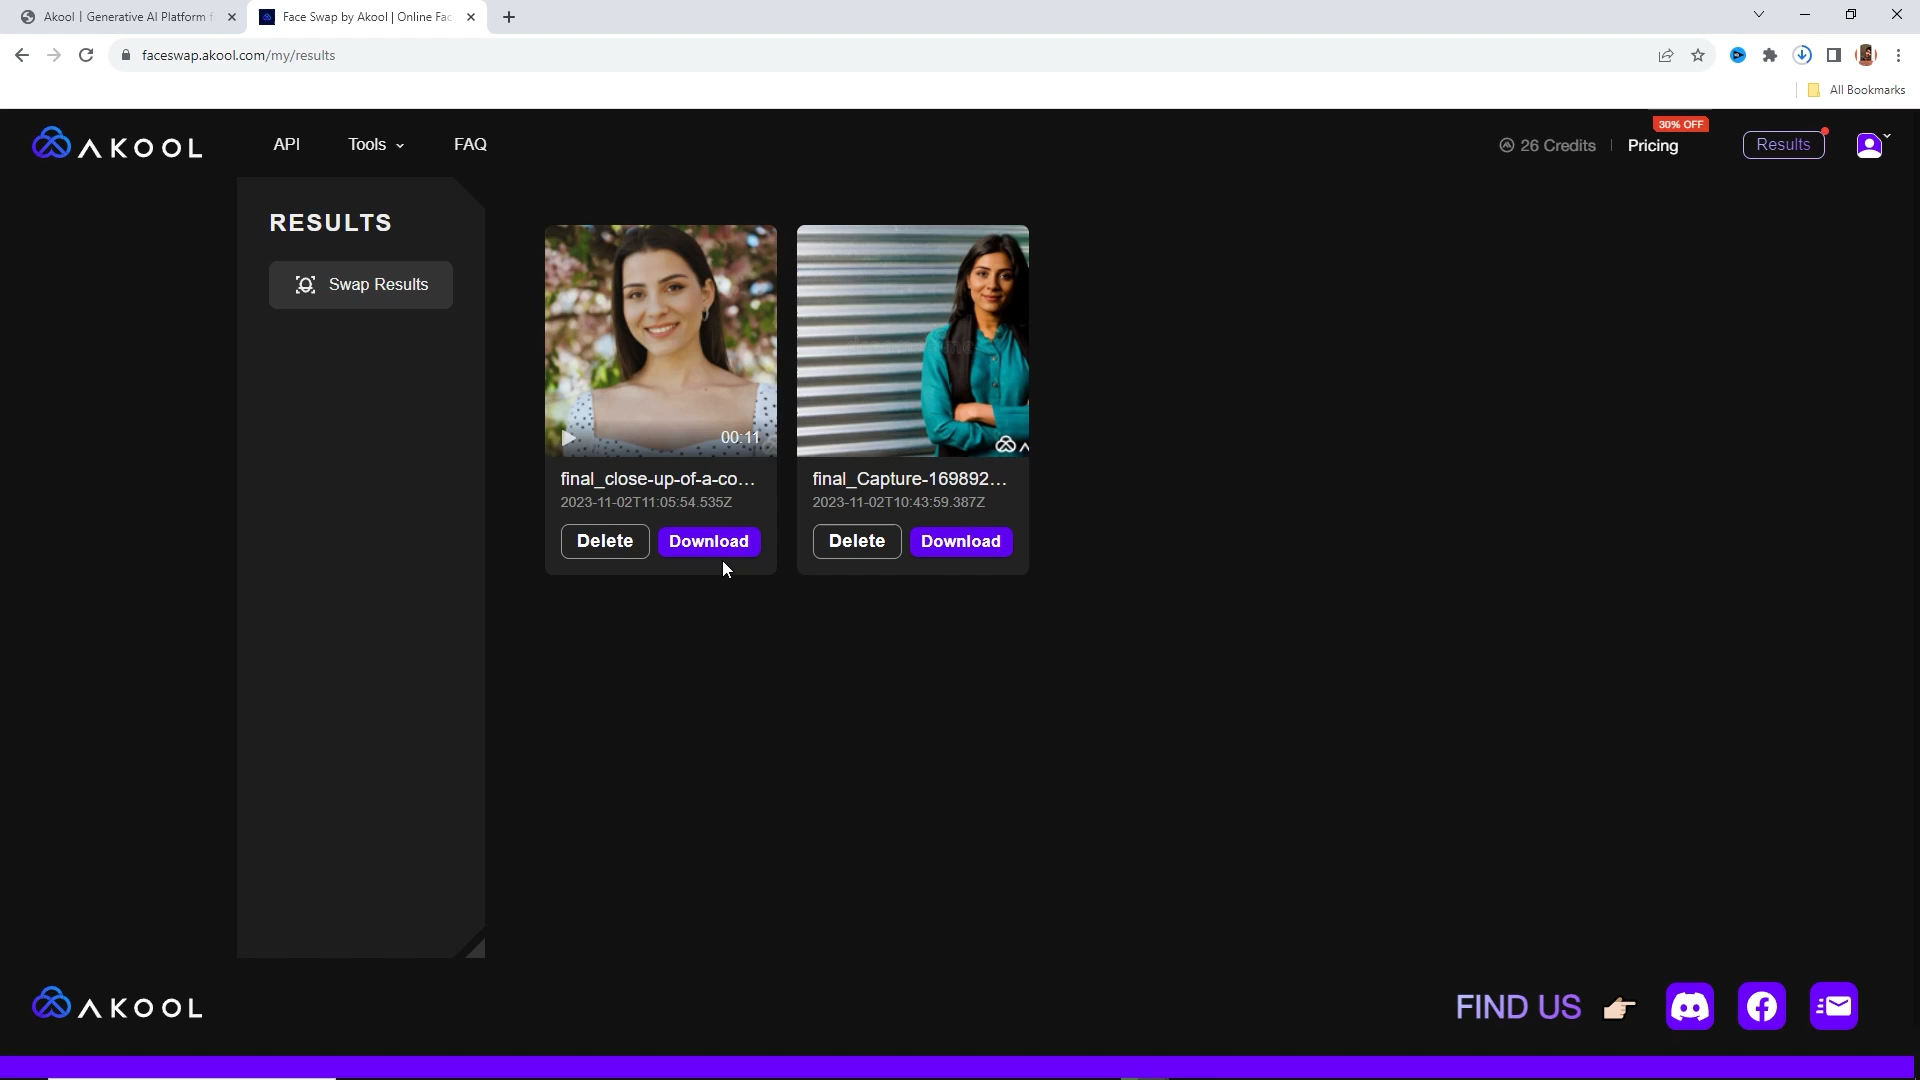 Akool | Generative AI Platform f
Face Swap by Akool | Online Fac
faceswap.akool.com/my/results
All Bookmarks
AKOOL
API
Tools
FAQ
26 Credits
30% OFF
Pricing
Results
RESULTS
Swap Results
00:11
final_close-up-of-a-co...
2023-11-02T11:05:54.535Z
Delete
Download
final_Capture-169892...
2023-11-02T10:43:59.387Z
Delete
Download
AKOOL
FIND US